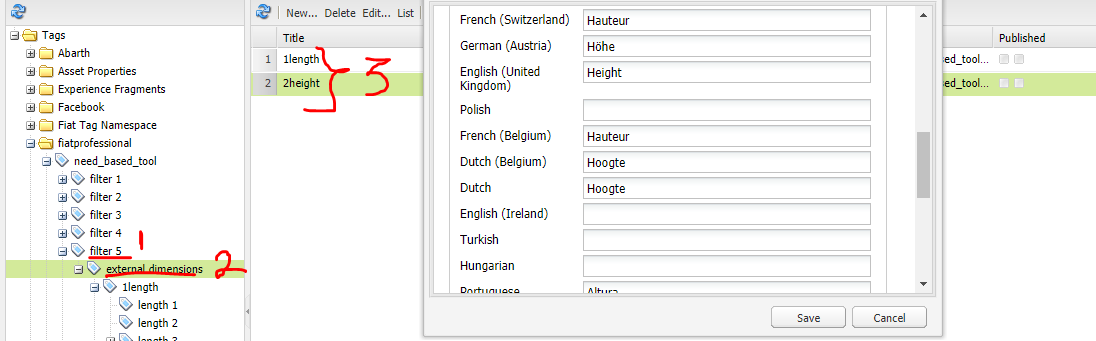 New... Delete Edit... List
Tags
Abarth
Asset Properties
Experience Fragments
Facebook
Fiat Tag Namespace
fiatprofessional
need_based_tool
filter 1
filter 2
filter 3
filter 4
filter 5 1
external dimensions 2
1length
length 1
length 2
length 3
Title
1 1length
2 2height
3
French (Switzerland) Hauteur
German (Austria) Höhe
English (United Height
Kingdom)
Polish
French (Belgium) Hauteur
Dutch (Belgium) Hoogte
Dutch Hoogte
English (Ireland)
Turkish
Hungarian
Portuguese Altura
Save Cancel
Published
ed_tool...
ed_tool...